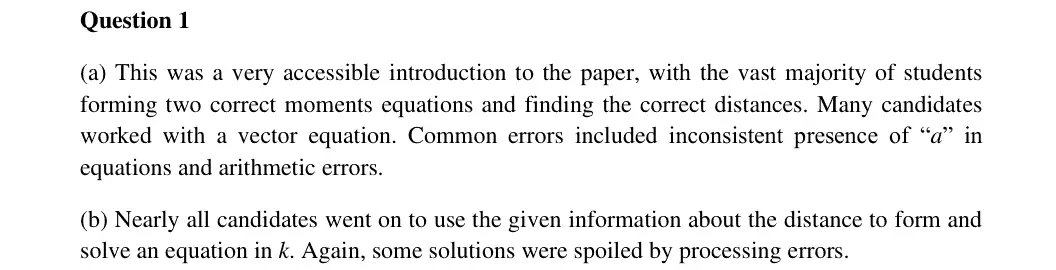 Question 1
(a) This was a very accessible introduction to the paper, with the vast majority of students
forming two correct moments equations and finding the correct distances. Many candidates
worked with a vector equation. Common errors included inconsistent presence of “a” in
equations and arithmetic errors.
(b) Nearly all candidates went on to use the given information about the distance to form and
solve an equation in k. Again, some solutions were spoiled by processing errors.